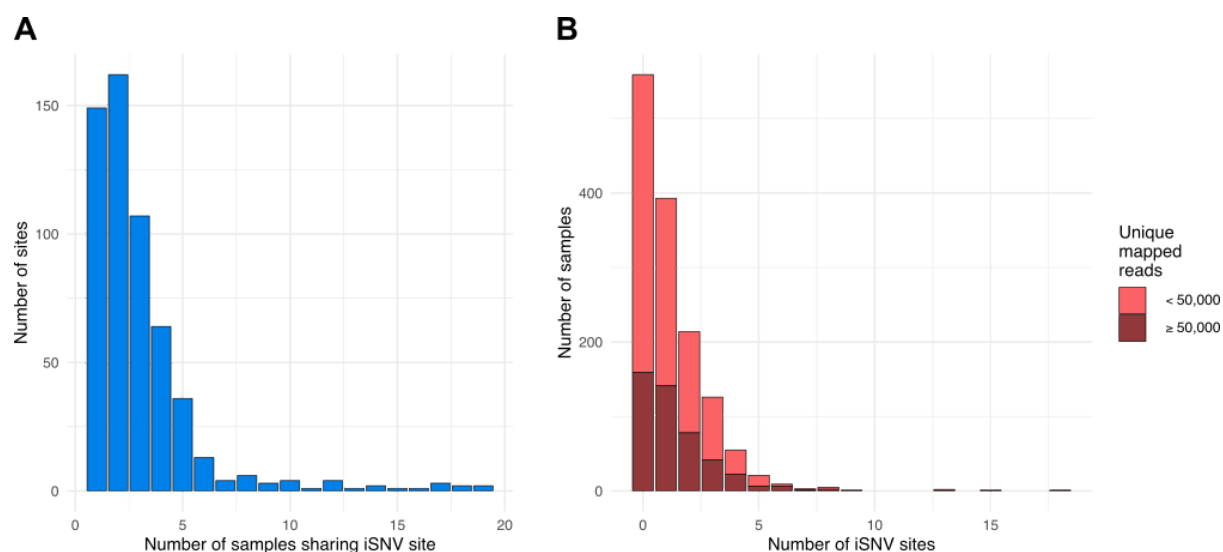 A
B
Number of sites
150
100
50
0
0
5
10
15
20
Number of samples sharing iSNV site
Number of samples
400
200
0
0
5
10
15
Number of iSNV sites
Unique
mapped
reads
< 50,000
≥ 50,000